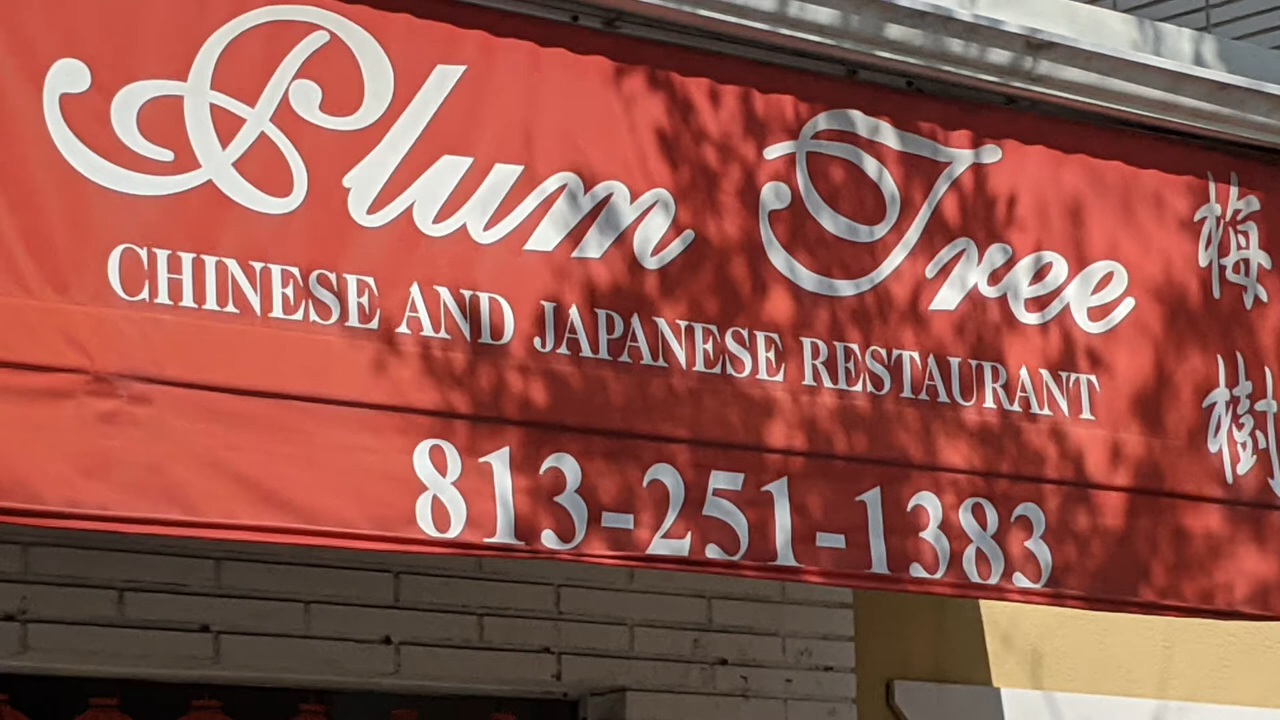 Plum Tree
CHINESE AND JAPANESE RESTAURANT
813-251-1383
梅
樹